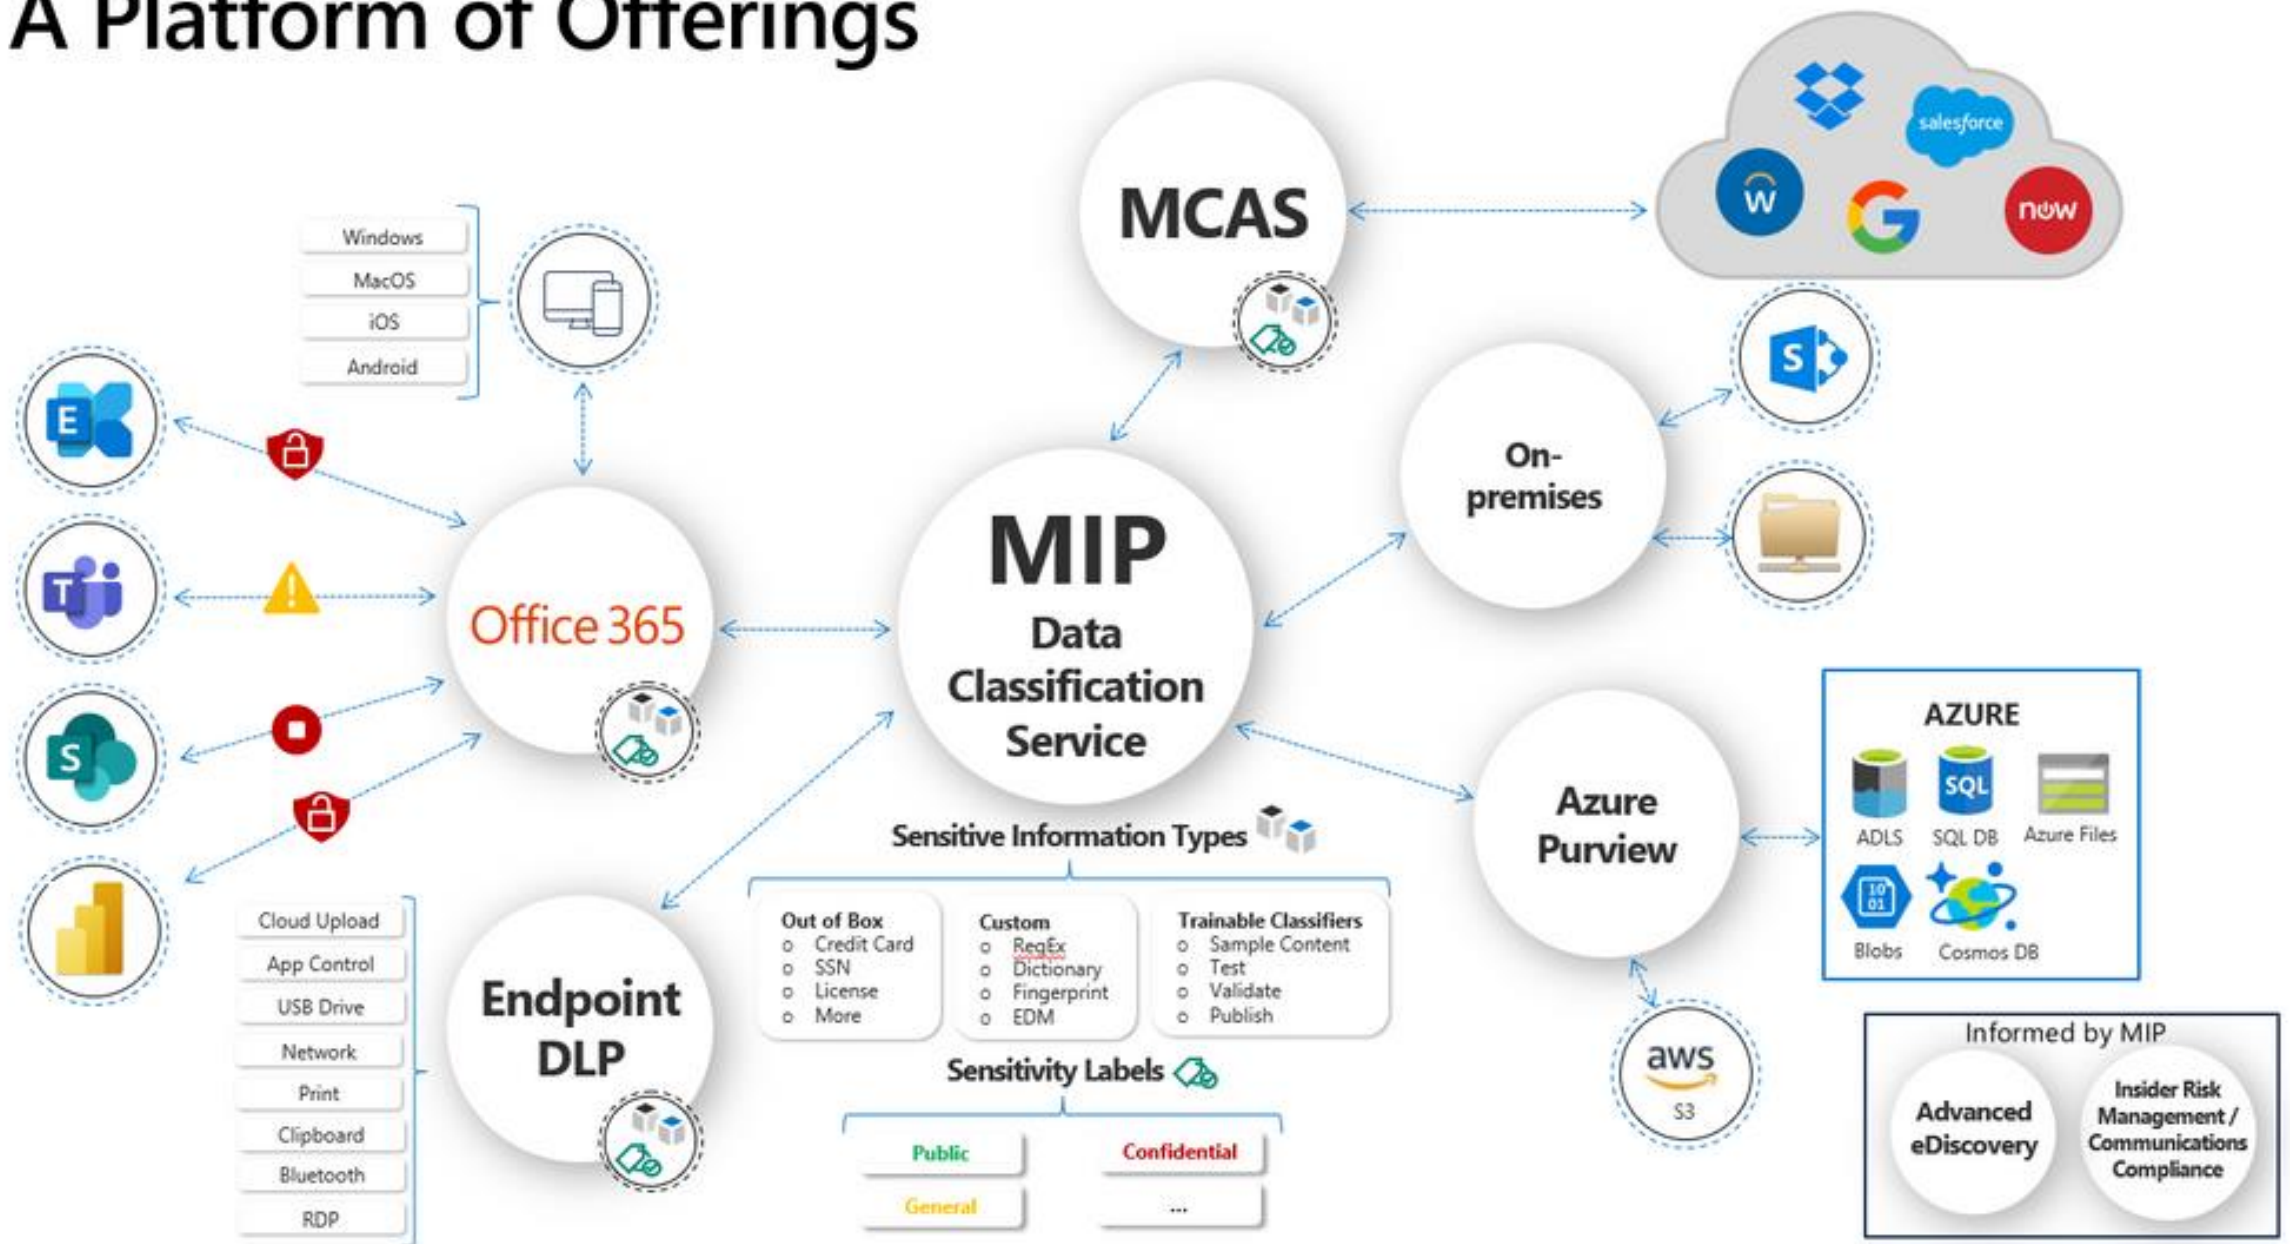 A Platform of Offerings
MCAS
salesforce
W
now
Windows
MacOS
iOS
Android
E
T
S
Office 365
MIP
Data
Classification
Service
On-
premises
S
Azure
Purview
AZURE
SQL
ADLS
SQL DB
Azure Files
10
01
Blobs
Cosmos DB
aws
S3
Cloud Upload
App Control
USB Drive
Network
Print
Clipboard
Bluetooth
RDP
Endpoint
DLP
Sensitive Information Types
Out of Box
o Credit Card
o SSN
o License
o More
Custom
o RegEx
o Dictionary
o Fingerprint
o EDM
Trainable Classifiers
o Sample Content
o Test
o Validate
o Publish
Sensitivity Labels
Public
Confidential
General
...
Informed by MIP
Advanced
eDiscovery
Insider Risk
Management /
Communications
Compliance